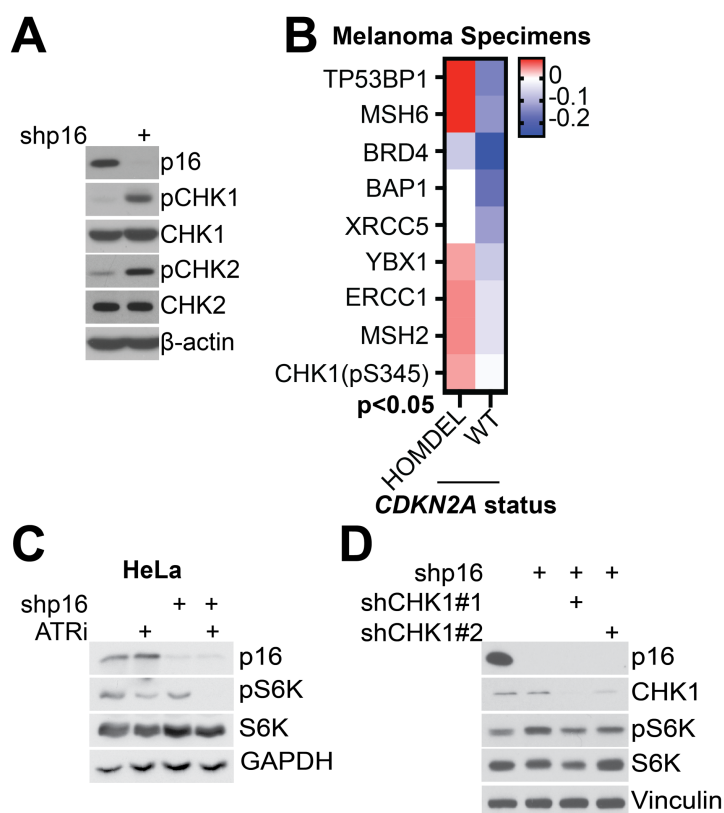 A
shp16 +
p16
pCHK1
CHK1
pCHK2
CHK2
β-actin
B
Melanoma Specimens
TP53BP1
MSH6
BRD4
BAP1
XRCC5
YBX1
ERCC1
MSH2
CHK1(pS345)
p<0.05
0
-0.1
-0.2
HOMDEL
WT
CDKN2A status
C
HeLa
shp16 + +
ATRi + +
p16
pS6K
S6K
GAPDH
D
shp16 + + +
shCHK1#1 +
shCHK1#2 +
p16
CHK1
pS6K
S6K
Vinculin